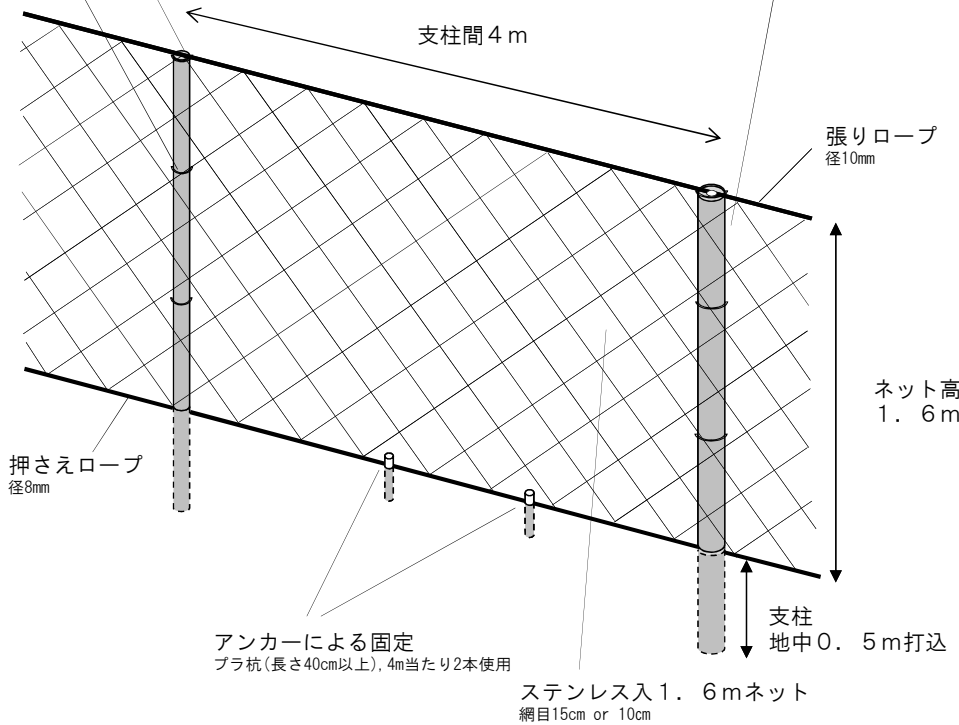 支柱間4m
張りロープ
径10mm
ネット高
1.6m
押さえロープ
径8mm
支柱
地中0.5m打込
アンカーによる固定
プラ杭(長さ40cm以上),4m当たり2本使用
ステンレス入1.6mネット
網目15cm or 10cm